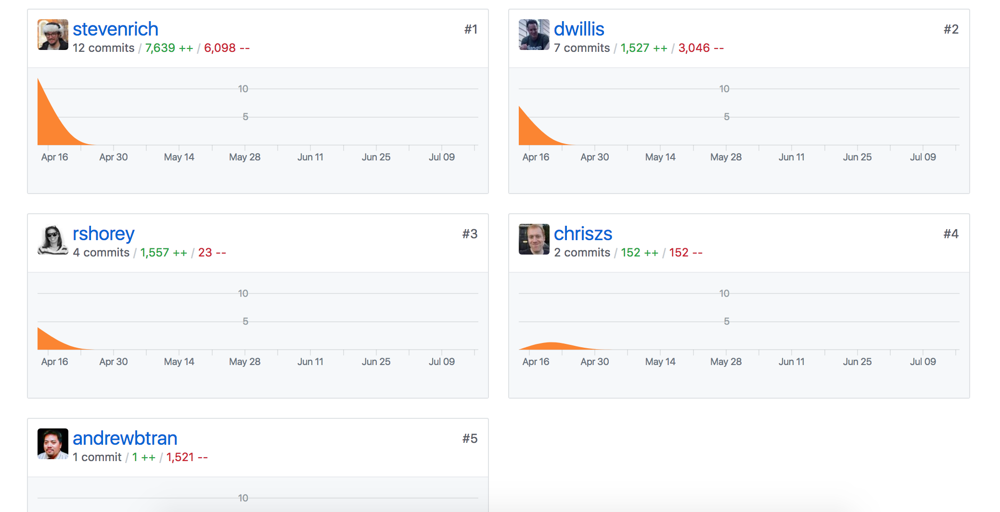 stevenrich #1
12 commits / 7,639 ++ / 6,098 --
10
5
Apr 16 Apr 30 May 14 May 28 Jun 11 Jun 25 Jul 09
dwillis #2
7 commits / 1,527 ++ / 3,046 --
10
5
Apr 16 Apr 30 May 14 May 28 Jun 11 Jun 25 Jul 09
rshorey #3
4 commits / 1,557 ++ / 23 --
10
5
Apr 16 Apr 30 May 14 May 28 Jun 11 Jun 25 Jul 09
chriszs #4
2 commits / 152 ++ / 152 --
10
5
Apr 16 Apr 30 May 14 May 28 Jun 11 Jun 25 Jul 09
andrewbtran #5
1 commit / 1 ++ / 1,521 --
10